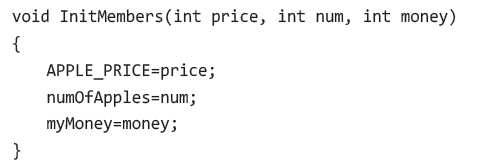 void InitMembers(int price, int num, int money)
{
    APPLE_PRICE=price;
    numOfApples=num;
    myMoney=money;
}